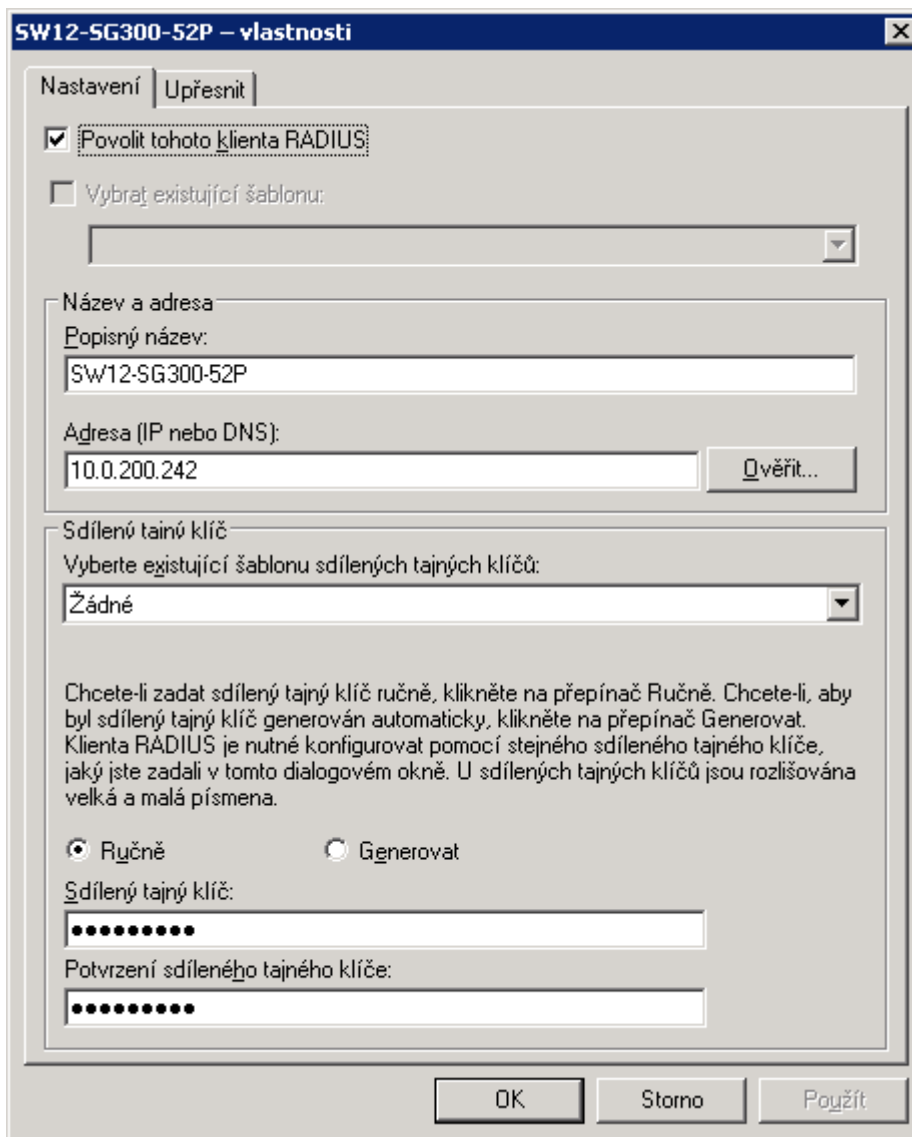 SW12-SG300-52P – vlastnosti
Nastavení
Upřesnit
Povolit tohoto klienta RADIUS
Vybrat existující šablonu:
Název a adresa
Popisný název:
SW12-SG300-52P
Adresa (IP nebo DNS):
10.0.200.242
Ověřit...
Sdílený tajný klíč
Vyberte existující šablonu sdílených tajných klíčů:
Žádné
Chcete-li zadat sdílený tajný klíč ručně, klikněte na přepínač Ručně. Chcete-li, aby
byl sdílený tajný klíč generován automaticky, klikněte na přepínač Generovat.
Klienta RADIUS je nutné konfigurovat pomocí stejného sdíleného tajného klíče,
jaký jste zadali v tomto dialogovém okně. U sdílených tajných klíčů jsou rozlišována
velká a malá písmena.
Ručně
Generovat
Sdílený tajný klíč:
●●●●●●●●●
Potvrzení sdíleného tajného klíče:
●●●●●●●●●
OK
Storno
Použít